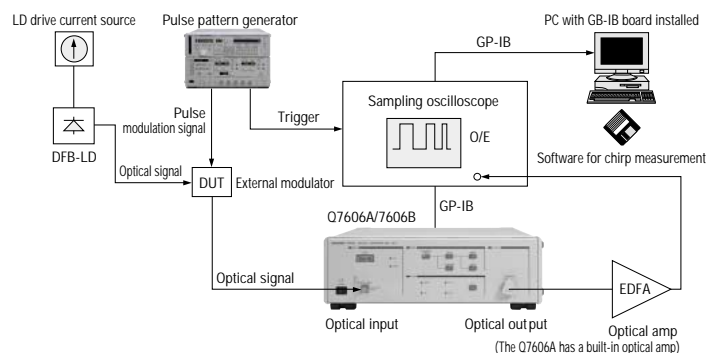 LD drive current source
Pulse pattern generator
PC with GB-IB board installed
GP-IB
Sampling oscilloscope
Pulse
modulation signal
Trigger
O/E
DFB-LD
Software for chirp measurement
Optical signal
DUT
External modulator
GP-IB
Q7606A/7606B
Optical signal
EDFA
Optical input
Optical output
Optical amp
(The Q7606A has a built-in optical amp)